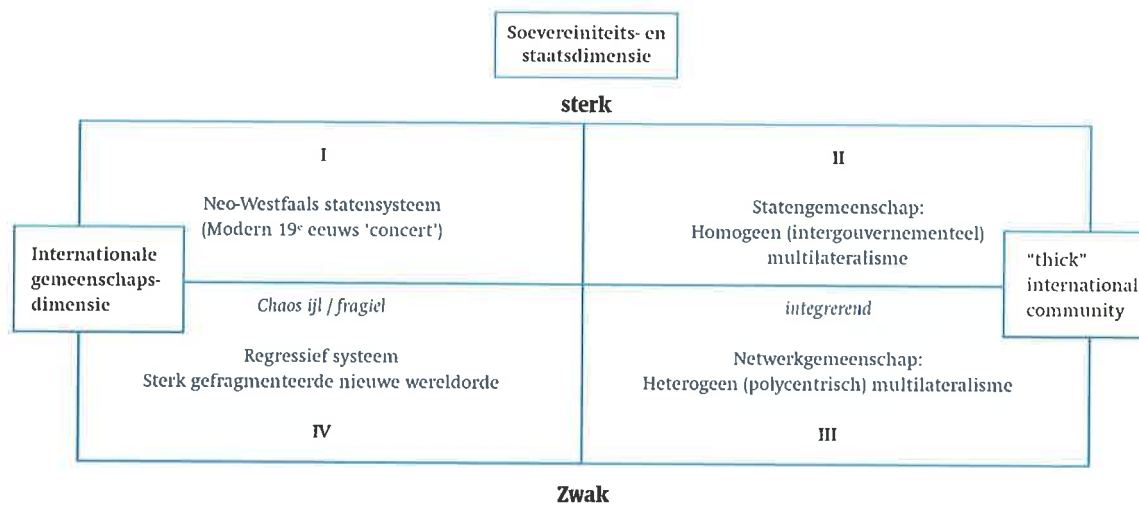 Soevereiniteits- en
staatsdimensie
sterk
I
Neo-Westfaals statensysteem
(Modern 19e eeuws 'concert')
II
Statengemeenschap:
Homogeen (intergouvernementeel)
multilateralisme
Internationale
gemeenschaps-
dimensie
"thick"
international
community
Chaos ijl / fragiel
integrerend
Regressief systeem
Sterk gefragmenteerde nieuwe wereldorde
IV
Netwerkgemeenschap:
Heterogeen (polycentrisch) multilateralisme
III
Zwak